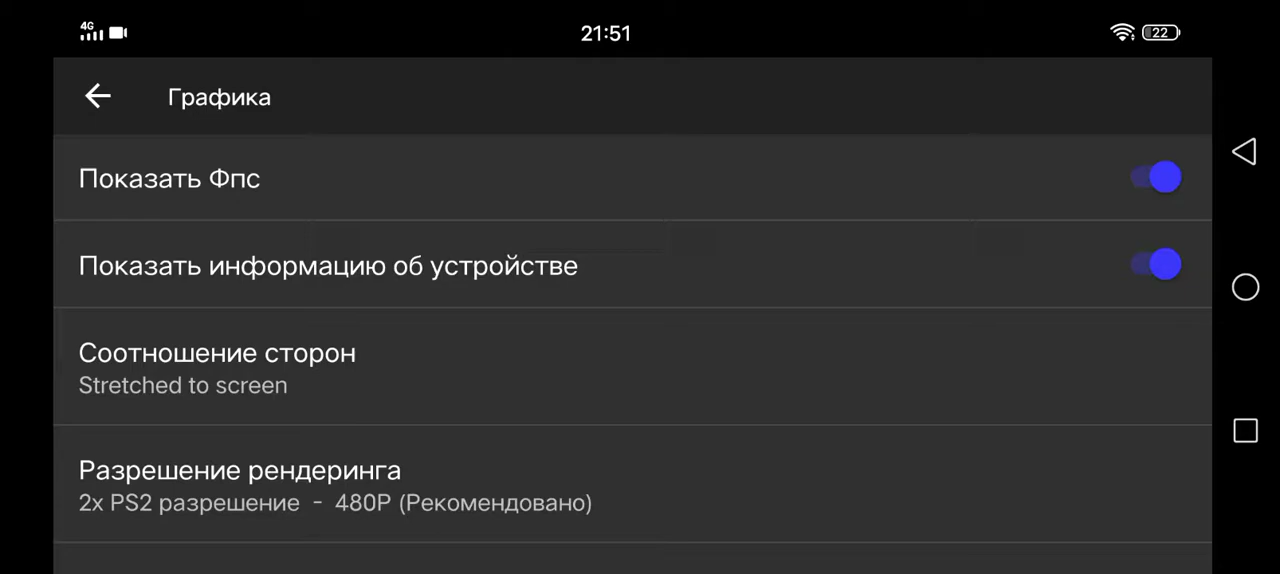 4G
21:51
22
Графика
Показать Фпс
Показать информацию об устройстве
Соотношение сторон
Stretched to screen
Разрешение рендеринга
2x PS2 разрешение - 480P (Рекомендовано)